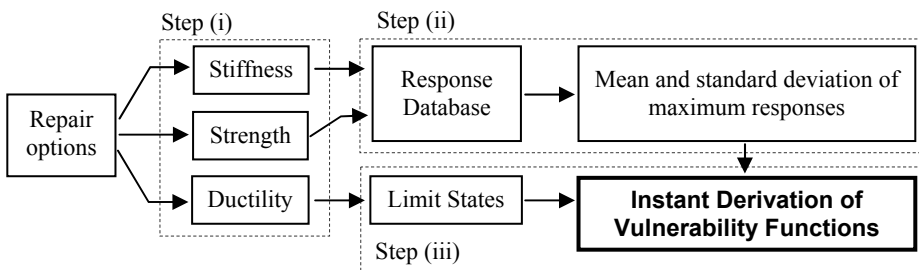 Step (i)
Step (ii)
Repair
options
Stiffness
Strength
Ductility
Response
Database
Mean and standard deviation of
maximum responses
Limit States
Instant Derivation of
Vulnerability Functions
Step (iii)